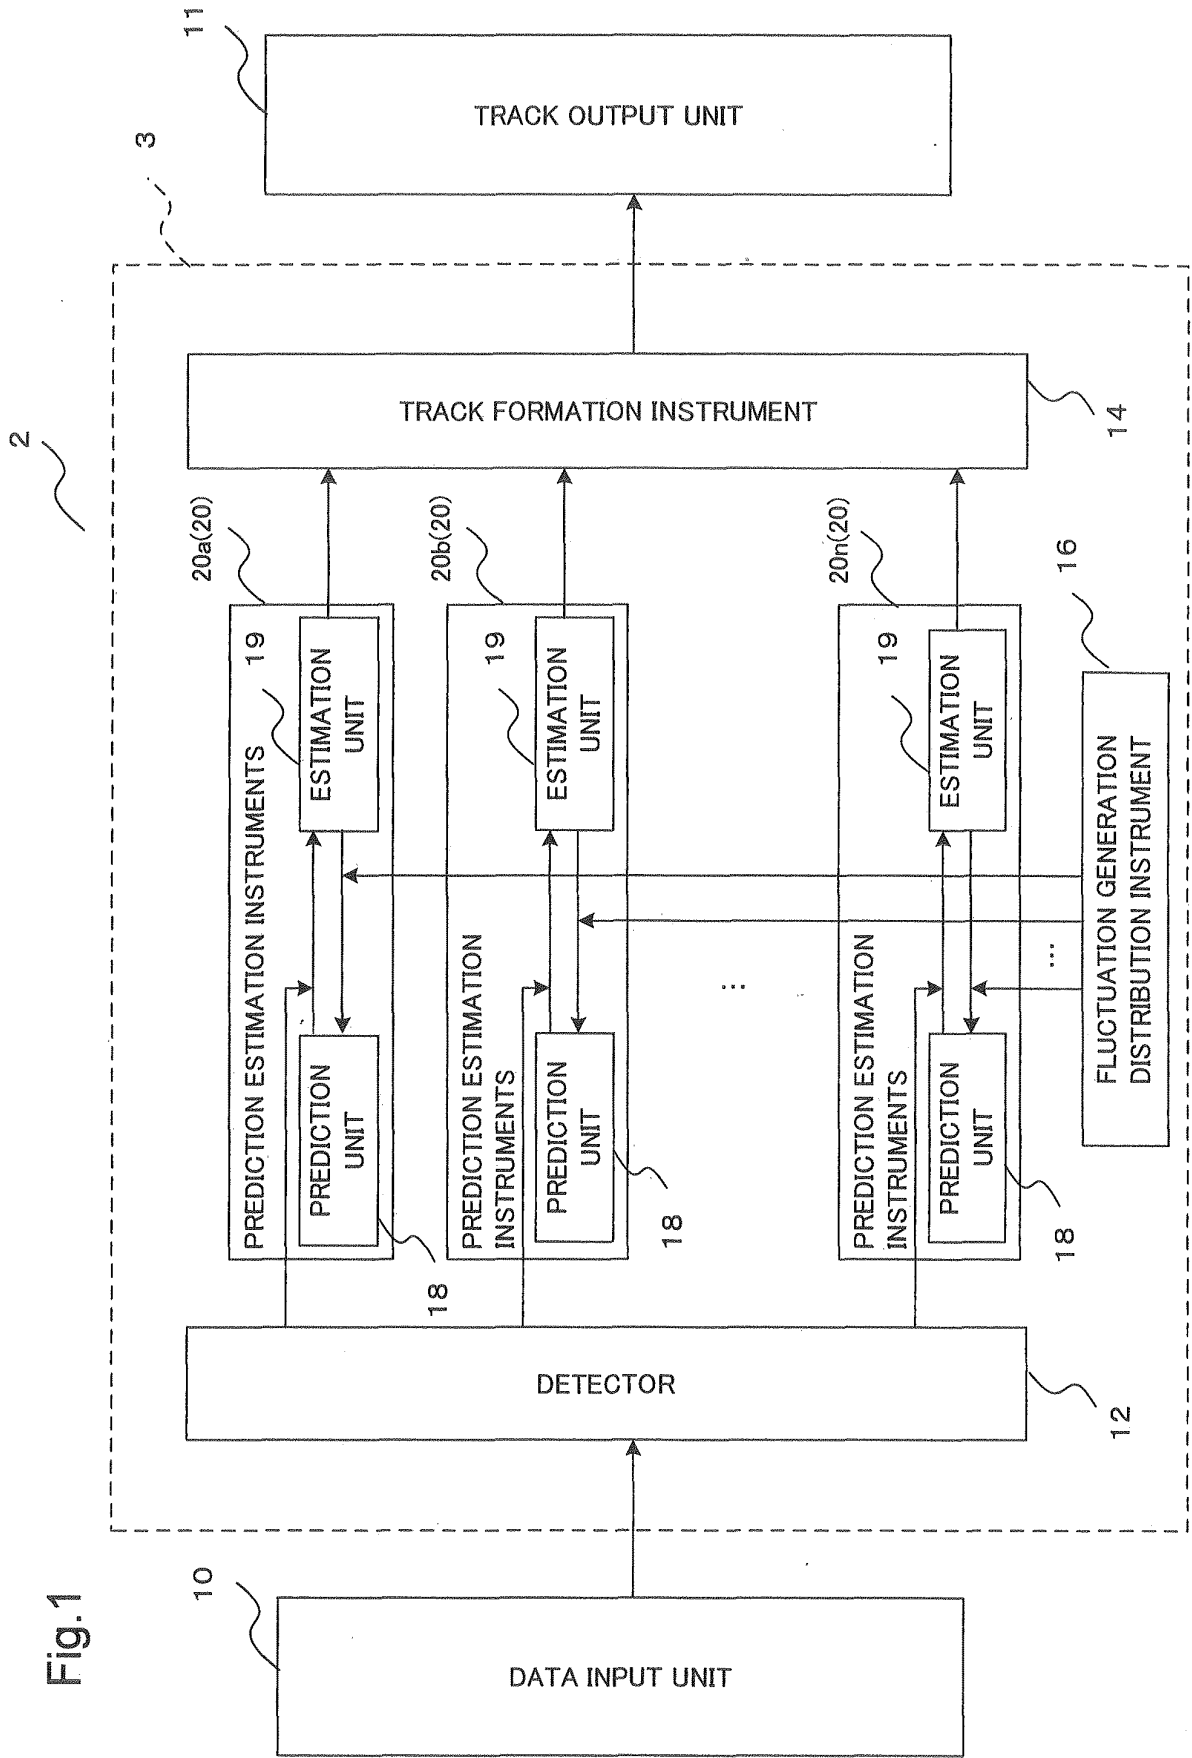 Fig.1
2
3
10
DATA INPUT UNIT
DETECTOR
12
20a(20)
PREDICTION ESTIMATION INSTRUMENTS
PREDICTION
UNIT
18
19
ESTIMATION
UNIT
20b(20)
PREDICTION ESTIMATION
INSTRUMENTS
PREDICTION
UNIT
18
19
ESTIMATION
UNIT
...
20n(20)
PREDICTION ESTIMATION
INSTRUMENTS
PREDICTION
UNIT
18
19
ESTIMATION
UNIT
...
FLUCTUATION GENERATION
DISTRIBUTION INSTRUMENT
16
TRACK FORMATION INSTRUMENT
14
TRACK OUTPUT UNIT
11